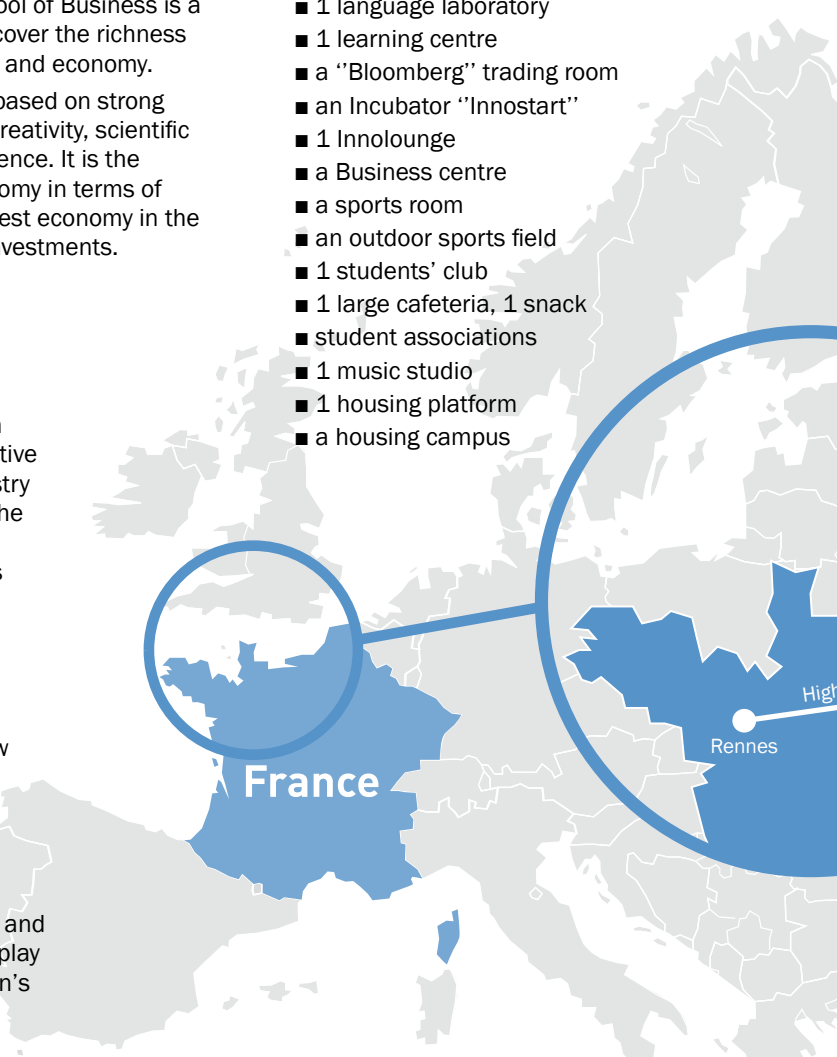 ool of Business is a
cover the richness
and economy.
based on strong
reativity, scientific
ence. It is the
omy in terms of
est economy in the
nvestments.
tive
stry
he
s
w
and
play
n's
■ 1 language laboratory
■ 1 learning centre
■ a ‘‘Bloomberg’’ trading room
■ an Incubator ‘‘Innostart’’
■ 1 Innolounge
■ a Business centre
■ a sports room
■ an outdoor sports field
■ 1 students’ club
■ 1 large cafeteria, 1 snack
■ student associations
■ 1 music studio
■ 1 housing platform
■ a housing campus
High
Rennes
France